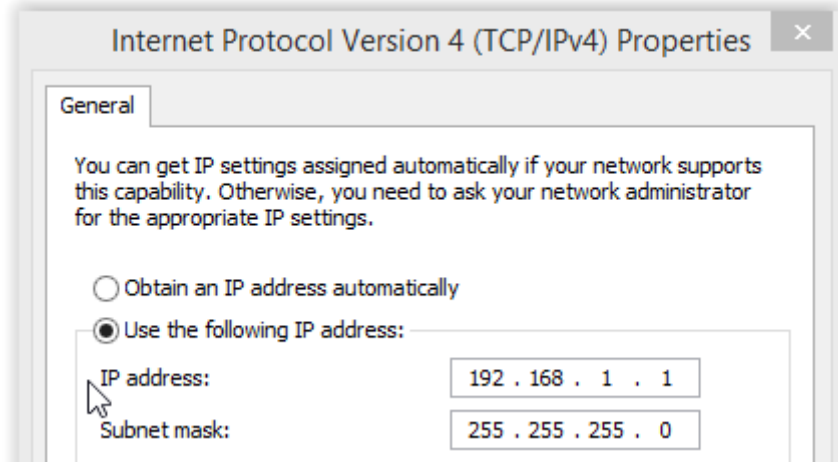 Internet Protocol Version 4 (TCP/IPv4) Properties
General
You can get IP settings assigned automatically if your network supports
this capability. Otherwise, you need to ask your network administrator
for the appropriate IP settings.
Obtain an IP address automatically
Use the following IP address:
IP address: 192 . 168 . 1 . 1
Subnet mask: 255 . 255 . 255 . 0